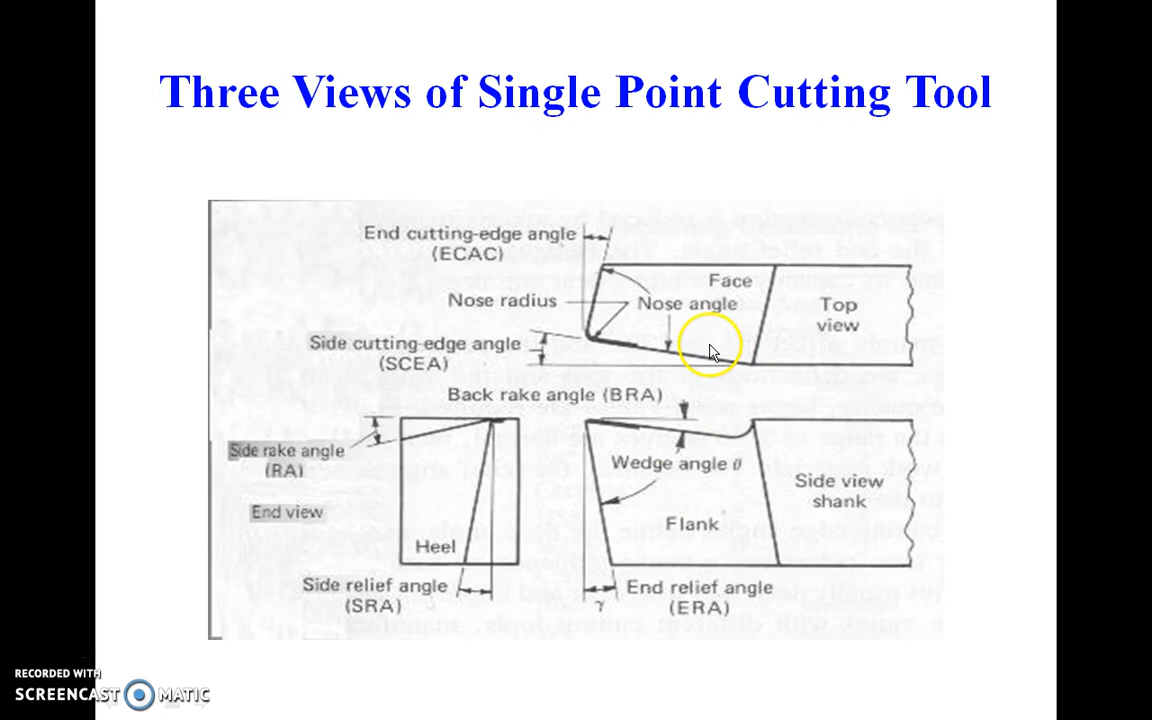 Three Views of Single Point Cutting Tool
End cutting-edge angle
(ECAC)
Face
Nose radius
Nose angle
Top
view
Side cutting-edge angle
(SCEA)
Back rake angle (BRA)
Side rake angle
(RA)
Wedge angle θ
Side view
shank
End view
Flank
Heel
Side relief angle
(SRA)
γ
End relief angle
(ERA)
RECORDED WITH
SCREENCAST MATIC